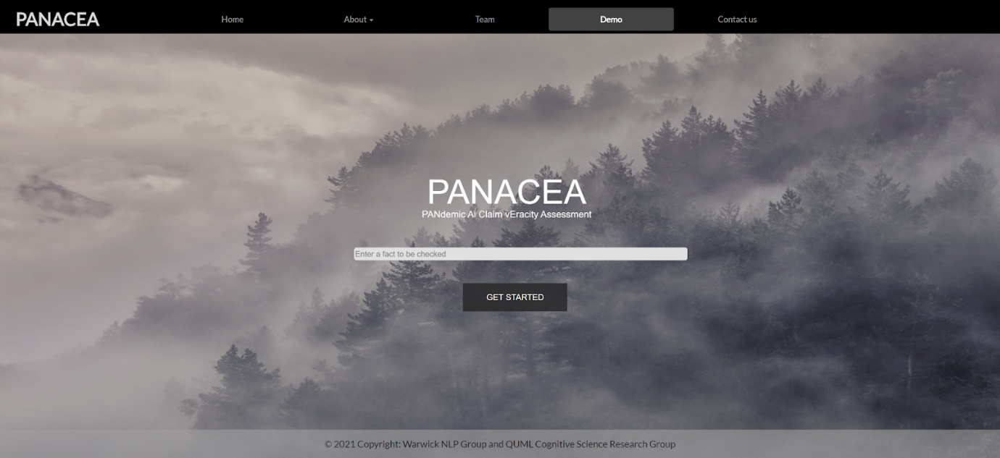 PANACEA
Home
About
Team
Demo
Contact us
PANACEA
PANdemic Ai Claim vEracity Assessment
Enter a fact to be checked
GET STARTED
© 2021 Copyright: Warwick NLP Group and QUML Cognitive Science Research Group